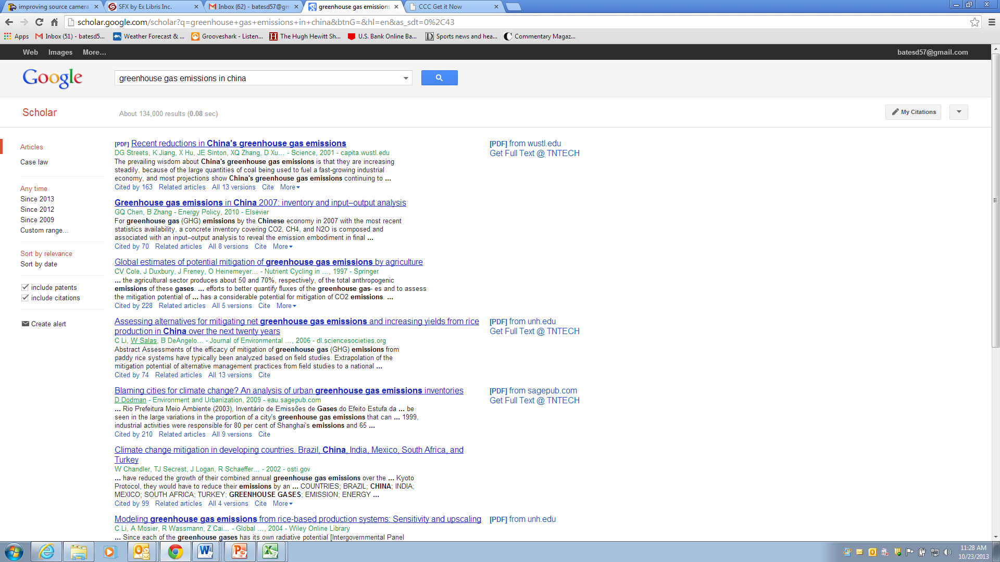 improving source camera
SFX by Ex Libris Inc.
Inbox (62) - batesd57@gm
greenhouse gas emissions
CCC Get it Now
scholar.google.com/scholar?q=greenhouse+gas+emissions+in+china&btnG=&hl=en&as_sdt=0%2C43
Apps
Inbox (51) - batesd5...
Weather Forecast & ...
Grooveshark - Listen...
The Hugh Hewitt Sh...
U.S. Bank Online Ba...
Sports news and hea...
Commentary Magaz...
Web Images More...
batesd57@gmail.com
Google
greenhouse gas emissions in china
Scholar
About 134,000 results (0.08 sec)
My Citations
Articles
Case law
Any time
Since 2013
Since 2012
Since 2009
Custom range...
Sort by relevance
Sort by date
include patents
include citations
Create alert
[PDF] Recent reductions in China's greenhouse gas emissions
DG Streets, K Jiang, X Hu, JE Sinton, XQ Zhang, D Xu... - Science, 2001 - capita.wustl.edu
The prevailing wisdom about China's greenhouse gas emissions is that they are increasing
steadily, because of the large quantities of coal being used to fuel a fast-growing industrial
economy, and most projections show China's greenhouse gas emissions continuing to ...
Cited by 163 Related articles All 13 versions Cite More
[PDF] from wustl.edu
Get Full Text @ TNTECH
Greenhouse gas emissions in China 2007: inventory and input–output analysis
GQ Chen, B Zhang - Energy Policy, 2010 - Elsevier
For greenhouse gas (GHG) emissions by the Chinese economy in 2007 with the most recent
statistics availability, a concrete inventory covering CO2, CH4, and N2O is composed and
associated with an input–output analysis to reveal the emission embodiment in final ...
Cited by 70 Related articles All 8 versions Cite More
Global estimates of potential mitigation of greenhouse gas emissions by agriculture
CV Cole, J Duxbury, J Freney, O Heinemeyer... - Nutrient Cycling in ..., 1997 - Springer
... the agricultural sector produces about 50 and 70%, respectively, of the total anthropogenic
emissions of these gases. ... efforts to better quantify fluxes of the greenhouse gas- es and to assess
the mitigation potential of ... has a considerable potential for mitigation of CO2 emissions. ...
Cited by 228 Related articles All 5 versions Cite More
Assessing alternatives for mitigating net greenhouse gas emissions and increasing yields from rice
production in China over the next twenty years
C Li, W Salas, B DeAngelo... - Journal of Environmental ..., 2006 - dl.sciencesocieties.org
Abstract Assessments of the efficacy of mitigation of greenhouse gas (GHG) emissions from
paddy rice systems have typically been analyzed based on field studies. Extrapolation of the
mitigation potential of alternative management practices from field studies to a national ...
Cited by 74 Related articles All 13 versions Cite
[PDF] from unh.edu
Get Full Text @ TNTECH
Blaming cities for climate change? An analysis of urban greenhouse gas emissions inventories
D Dodman - Environment and Urbanization, 2009 - eau.sagepub.com
... Rio Prefeitura Meio Ambiente (2003), Inventário de Emissões de Gases do Efeito Estufa da ... be
seen in the large variations in the proportion of a city's greenhouse gas emissions that can ... 1999,
industrial activities were responsible for 80 per cent of Shanghai's emissions and 65 ...
Cited by 210 Related articles All 9 versions Cite
[PDF] from sagepub.com
Get Full Text @ TNTECH
Climate change mitigation in developing countries. Brazil, China, India, Mexico, South Africa, and
Turkey
W Chandler, TJ Secrest, J Logan, R Schaeffer... - 2002 - osti.gov
... have reduced the growth of their combined annual greenhouse gas emissions over the ... Kyoto
Protocol, they would have to reduce their emissions by an ... COUNTRIES; BRAZIL; CHINA; INDIA;
MEXICO; SOUTH AFRICA; TURKEY; GREENHOUSE GASES; EMISSION; ENERGY ...
Cited by 99 Related articles All 4 versions Cite More
Modeling greenhouse gas emissions from rice-based production systems: Sensitivity and upscaling
C Li, A Mosier, R Wassmann, Z Cai... - Global ..., 2004 - Wiley Online Library
... Since each of the greenhouse gases has its own radiative potential [Intergovernmental Panel
[PDF] from unh.edu
11:28 AM
10/23/2013